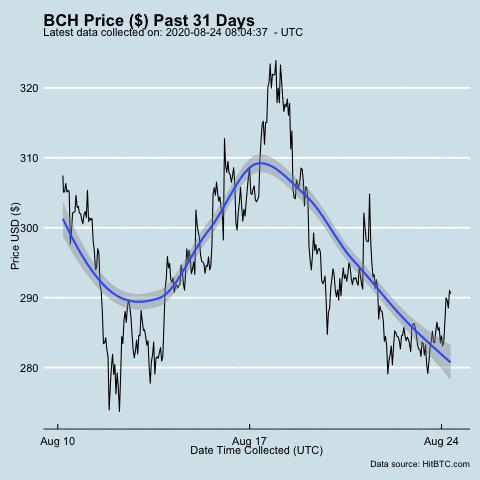 BCH Price ($) Past 31 Days
Latest data collected on: 2020-08-24 08:04:37 - UTC
320
310
300
290
280
Price USD ($)
Aug 10
Aug 17
Aug 24
Date Time Collected (UTC)
Data source: HitBTC.com